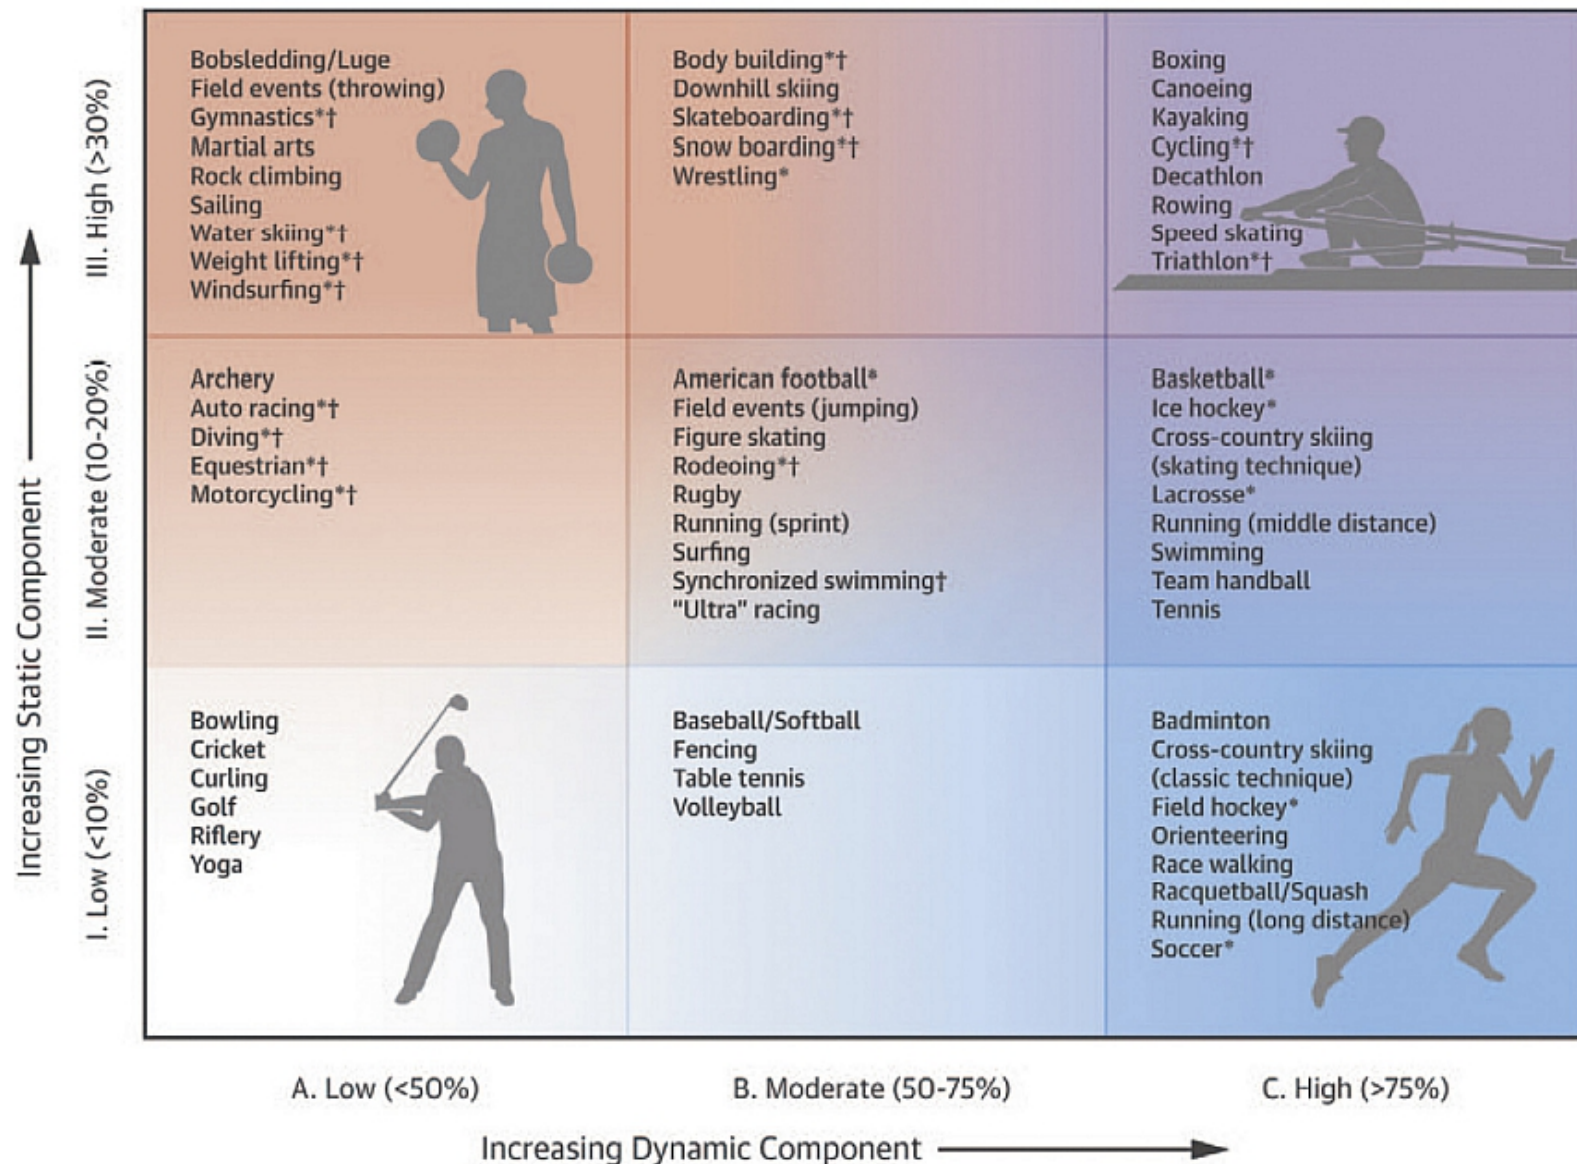 III. High (>30%)
Bobsledding/Luge
Field events (throwing)
Gymnastics*†
Martial arts
Rock climbing
Sailing
Water skiing*†
Weight lifting*†
Windsurfing*†
Body building*†
Downhill skiing
Skateboarding*†
Snow boarding*†
Wrestling*
Boxing
Canoeing
Kayaking
Cycling*†
Decathlon
Rowing
Speed skating
Triathlon*†
Increasing Static Component
II. Moderate (10-20%)
Archery
Auto racing*†
Diving*†
Equestrian*†
Motorcycling*†
American football*
Field events (jumping)
Figure skating
Rodeoing*†
Rugby
Running (sprint)
Surfing
Synchronized swimming†
"Ultra" racing
Basketball*
Ice hockey*
Cross-country skiing
(skating technique)
Lacrosse*
Running (middle distance)
Swimming
Team handball
Tennis
I. Low (<10%)
Bowling
Cricket
Curling
Golf
Riflery
Yoga
Baseball/Softball
Fencing
Table tennis
Volleyball
Badminton
Cross-country skiing
(classic technique)
Field hockey*
Orienteering
Race walking
Racquetball/Squash
Running (long distance)
Soccer*
A. Low (<50%)
B. Moderate (50-75%)
C. High (>75%)
Increasing Dynamic Component